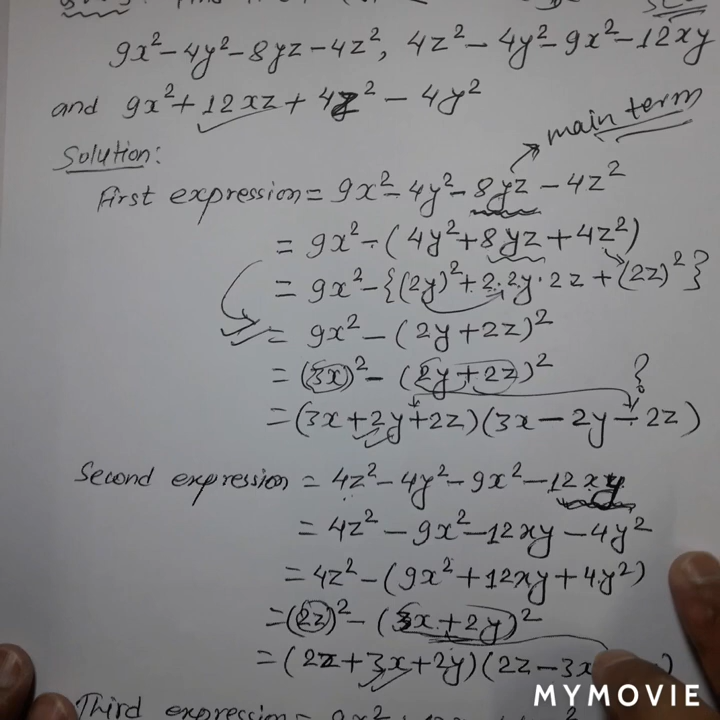 9x²-4y²-8yz-4z², 4z²-4y²-9x²-12xy
and 9x²+12xz+4z²-4y²
main term
Solution:
First expression = 9x²-4y²-8yz-4z²
= 9x²-(4y²+8yz+4z²)
= 9x²-{(2y)²+2.2y.2z+(2z)²}
= 9x²-(2y+2z)²
= (3x)²-(2y+2z)²
= (3x+2y+2z)(3x-2y-2z)
Second expression = 4z²-4y²-9x²-12xy
= 4z²-9x²-12xy-4y²
= 4z²-(9x²+12xy+4y²)
= (2z)²-(3x+2y)²
= (2z+3x+2y)(2z-3x
Third expression =
MYMOVIE